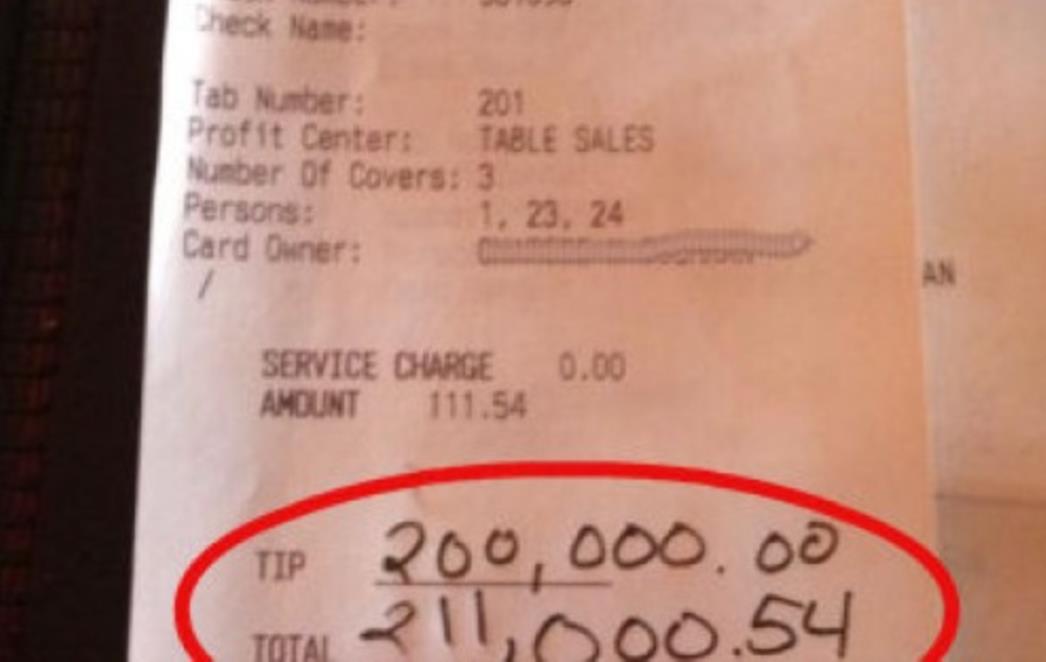 Check Name:
Tab Number: 201
Profit Center: TABLE SALES
Number Of Covers: 3
Persons: 1, 23, 24
Card Owner:
/
AN
SERVICE CHARGE 0.00
AMOUNT 111.54
TIP 200,000.00
TOTAL 211,000.54